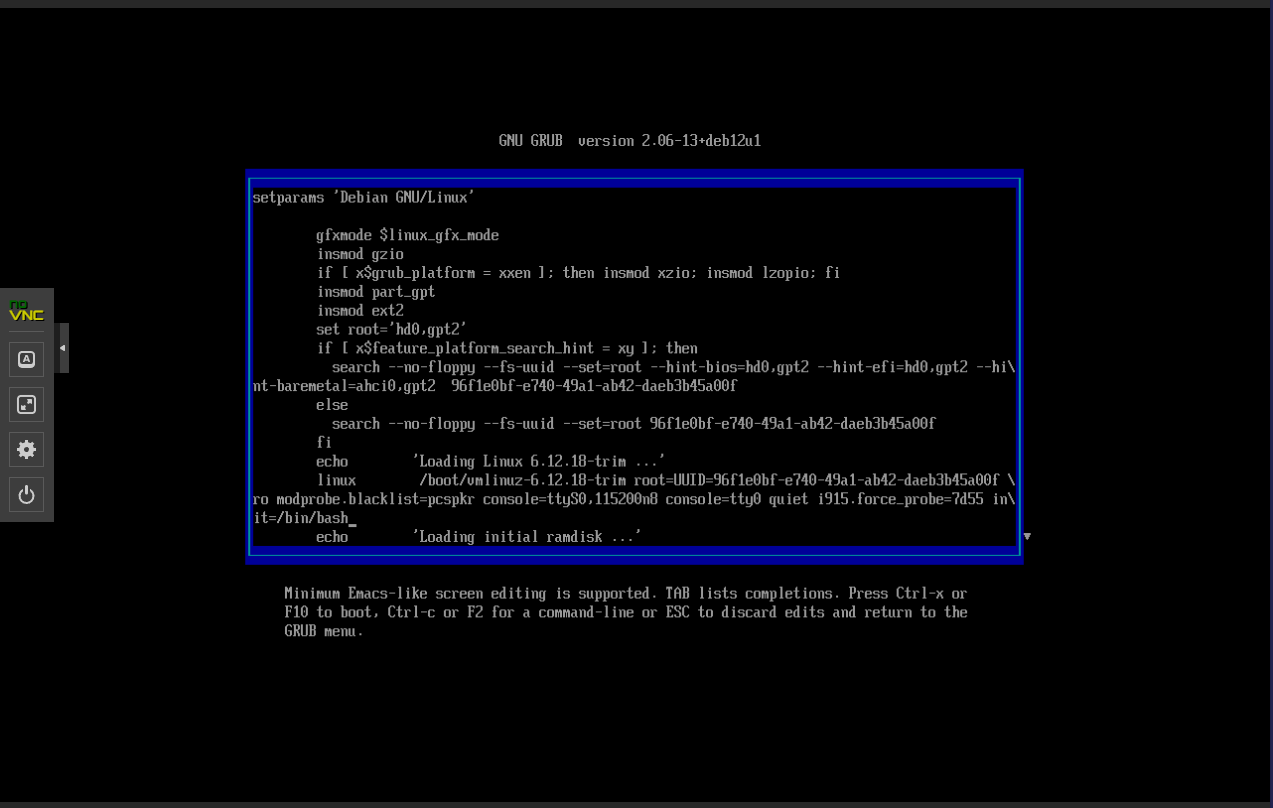 GNU GRUB  version 2.06-13+deb12u1
setparams 'Debian GNU/Linux'
gfxmode $linux_gfx_mode
insmod gzio
if [ x$grub_platform = xxen ]; then insmod xzio; insmod lzopio; fi
insmod part_gpt
insmod ext2
set root='hd0,gpt2'
if [ x$feature_platform_search_hint = xy ]; then
search --no-floppy --fs-uuid --set=root --hint-bios=hd0,gpt2 --hint-efi=hd0,gpt2 --hi\
nt-baremetal=ahci0,gpt2  96f1e0bf-e740-49a1-ab42-daeb3b45a00f
else
search --no-floppy --fs-uuid --set=root 96f1e0bf-e740-49a1-ab42-daeb3b45a00f
fi
echo        'Loading Linux 6.12.18-trim ...'
linux        /boot/vmlinuz-6.12.18-trim root=UUID=96f1e0bf-e740-49a1-ab42-daeb3b45a00f \
ro modprobe.blacklist=pcspkr console=ttyS0,115200n8 console=tty0 quiet i915.force_probe=7d55 in\
it=/bin/bash_
echo        'Loading initial ramdisk ...'
no
VNC
A
Minimum Emacs-like screen editing is supported. TAB lists completions. Press Ctrl-x or
F10 to boot, Ctrl-c or F2 for a command-line or ESC to discard edits and return to the
GRUB menu.